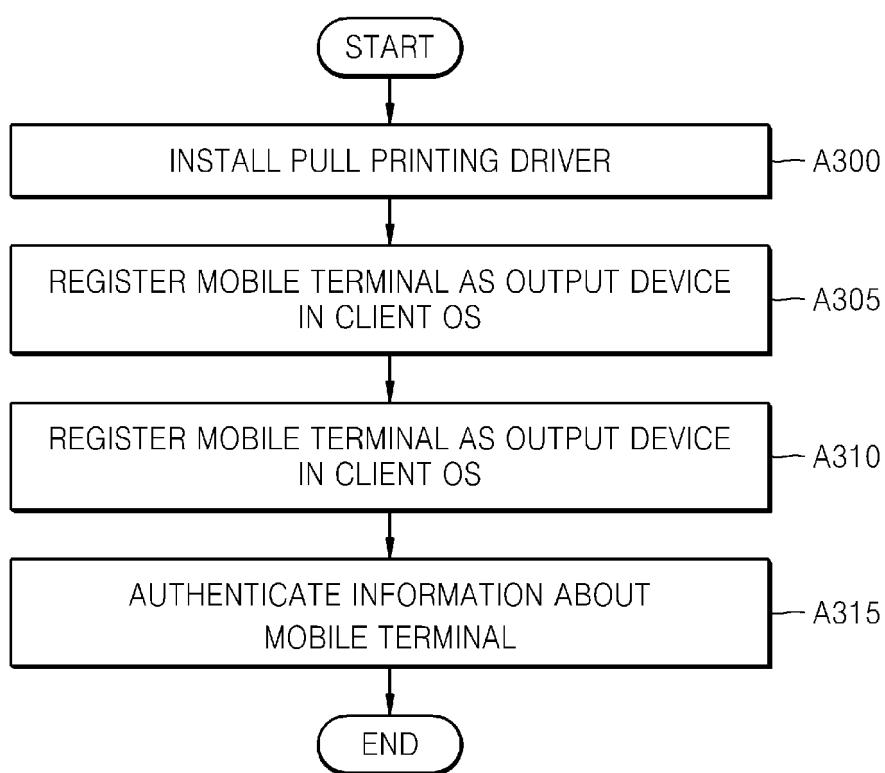 START
INSTALL PULL PRINTING DRIVER
A300
REGISTER MOBILE TERMINAL AS OUTPUT DEVICE
IN CLIENT OS
A305
REGISTER MOBILE TERMINAL AS OUTPUT DEVICE
IN CLIENT OS
A310
AUTHENTICATE INFORMATION ABOUT
MOBILE TERMINAL
A315
END